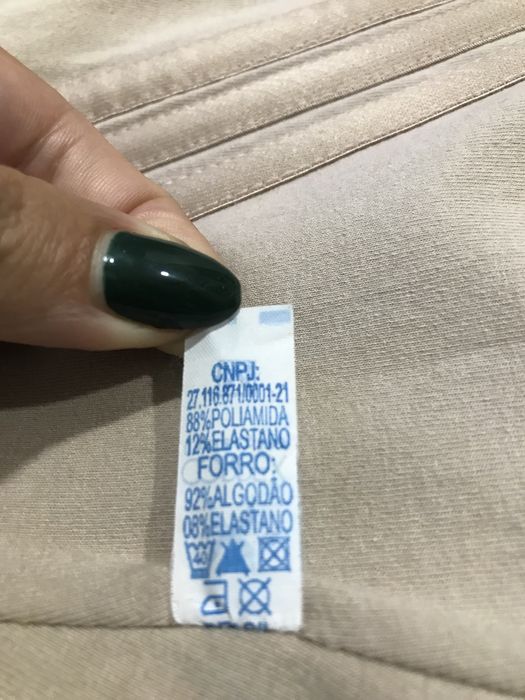 CNPJ:
27.116.871/0001-21
88%POLIAMIDA
12%ELASTANO
FORRO:
92%ALGODÃO
08%ELASTANO